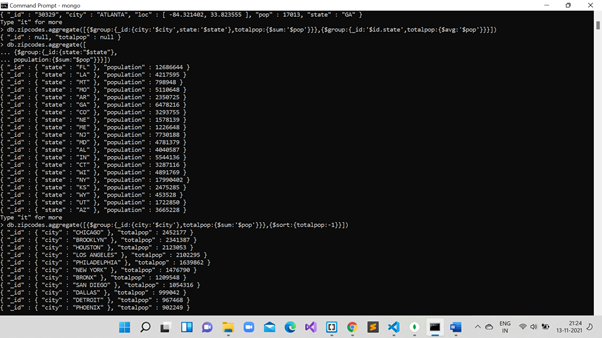 Command Prompt - mongo
{ "_id" : "30329", "city" : "ATLANTA", "loc" : [ -84.321402, 33.823555 ], "pop" : 17013, "state" : "GA" }
Type "it" for more
> db.zipcodes.aggregate([{$group:{_id:{city:'$city',state:'$state'},totalpop:{$sum:'$pop'}}},{$group:{_id:'$id.state',totalpop:{$avg:'$pop'}}}])
{ "_id" : null, "totalpop" : null }
> db.zipcodes.aggregate([
... {$group:{_id:{state:"$state"},
... population:{$sum:"$pop"}}}])
{ "_id" : { "state" : "FL" }, "population" : 12686644 }
{ "_id" : { "state" : "LA" }, "population" : 4217595 }
{ "_id" : { "state" : "MT" }, "population" : 798948 }
{ "_id" : { "state" : "MO" }, "population" : 5110648 }
{ "_id" : { "state" : "AR" }, "population" : 2350725 }
{ "_id" : { "state" : "GA" }, "population" : 6478216 }
{ "_id" : { "state" : "CO" }, "population" : 3293755 }
{ "_id" : { "state" : "NE" }, "population" : 1578139 }
{ "_id" : { "state" : "ME" }, "population" : 1226648 }
{ "_id" : { "state" : "NJ" }, "population" : 7730188 }
{ "_id" : { "state" : "MD" }, "population" : 4781379 }
{ "_id" : { "state" : "AL" }, "population" : 4040587 }
{ "_id" : { "state" : "IN" }, "population" : 5544136 }
{ "_id" : { "state" : "CT" }, "population" : 3287116 }
{ "_id" : { "state" : "WI" }, "population" : 4891769 }
{ "_id" : { "state" : "NY" }, "population" : 17990402 }
{ "_id" : { "state" : "KS" }, "population" : 2475285 }
{ "_id" : { "state" : "WY" }, "population" : 453528 }
{ "_id" : { "state" : "UT" }, "population" : 1722850 }
{ "_id" : { "state" : "AZ" }, "population" : 3665228 }
Type "it" for more
> db.zipcodes.aggregate([{$group:{_id:{city:'$city'},totalpop:{$sum:'$pop'}}},{$sort:{totalpop:-1}}])
{ "_id" : { "city" : "CHICAGO" }, "totalpop" : 2452177 }
{ "_id" : { "city" : "BROOKLYN" }, "totalpop" : 2341387 }
{ "_id" : { "city" : "HOUSTON" }, "totalpop" : 2123053 }
{ "_id" : { "city" : "LOS ANGELES" }, "totalpop" : 2102295 }
{ "_id" : { "city" : "PHILADELPHIA" }, "totalpop" : 1639862 }
{ "_id" : { "city" : "NEW YORK" }, "totalpop" : 1476790 }
{ "_id" : { "city" : "BRONX" }, "totalpop" : 1209548 }
{ "_id" : { "city" : "SAN DIEGO" }, "totalpop" : 1054316 }
{ "_id" : { "city" : "DALLAS" }, "totalpop" : 999042 }
{ "_id" : { "city" : "DETROIT" }, "totalpop" : 967468 }
{ "_id" : { "city" : "PHOENIX" }, "totalpop" : 902249 }
ENG
IN
21:24
13-11-2021